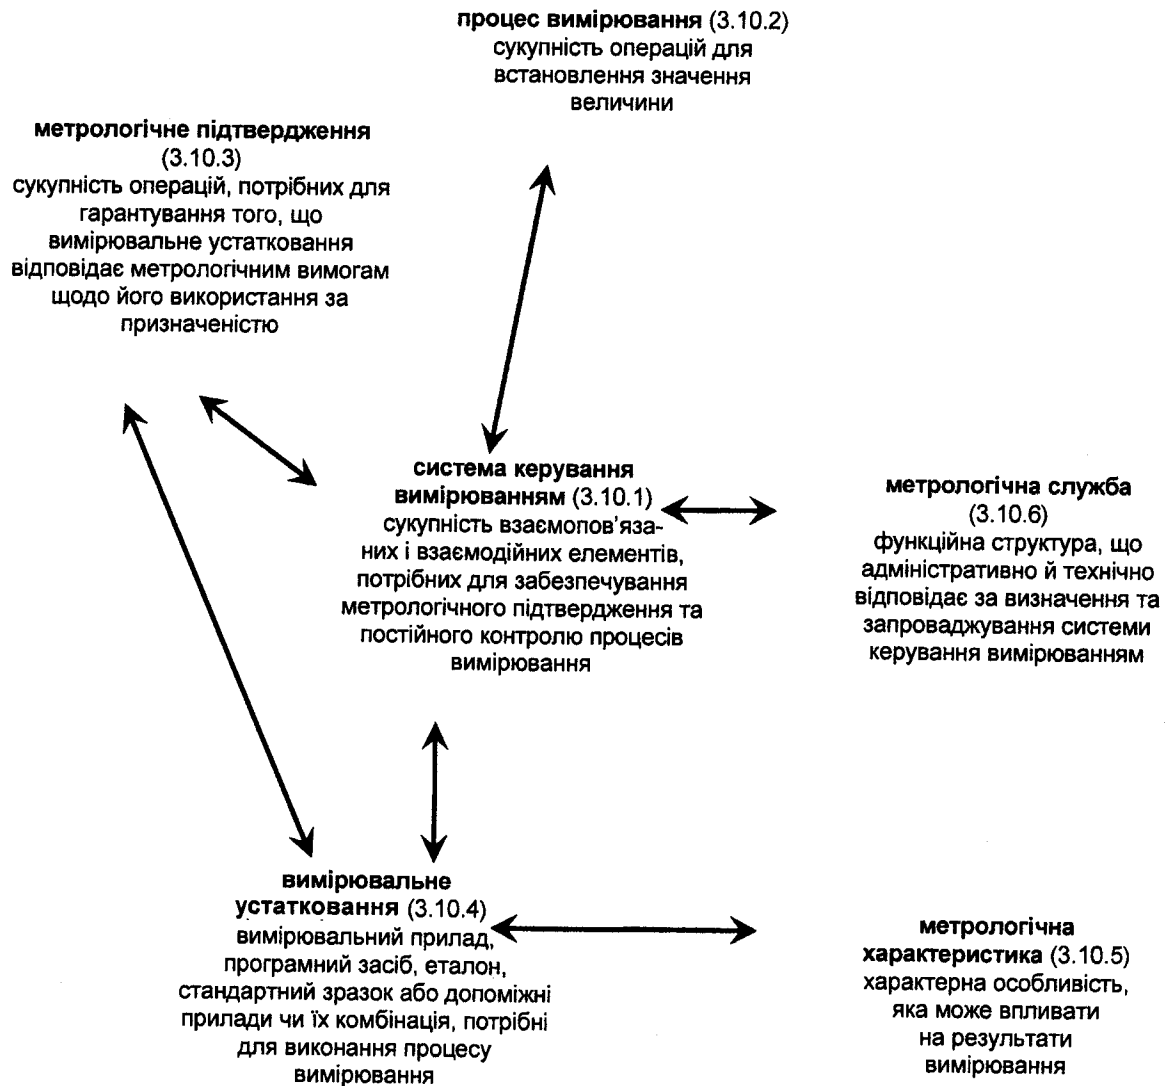 процес вимірювання (3.10.2)
сукупність операцій для
встановлення значення
величини
метрологічне підтвердження
(3.10.3)
сукупність операцій, потрібних для
гарантування того, що
вимірювальне устатковання
відповідає метрологічним вимогам
щодо його використання за
призначеністю
система керування
вимірюванням (3.10.1)
сукупність взаємопов’яза-
них і взаємодійних елементів,
потрібних для забезпечування
метрологічного підтвердження та
постійного контролю процесів
вимірювання
метрологічна служба
(3.10.6)
функційна структура, що
адміністративно й технічно
відповідає за визначення та
запроваджування системи
керування вимірюванням
вимірювальне
устатковання (3.10.4)
вимірювальний прилад,
програмний засіб, еталон,
стандартний зразок або допоміжні
прилади чи їх комбінація, потрібні
для виконання процесу
вимірювання
метрологічна
характеристика (3.10.5)
характерна особливість,
яка може впливати
на результати
вимірювання